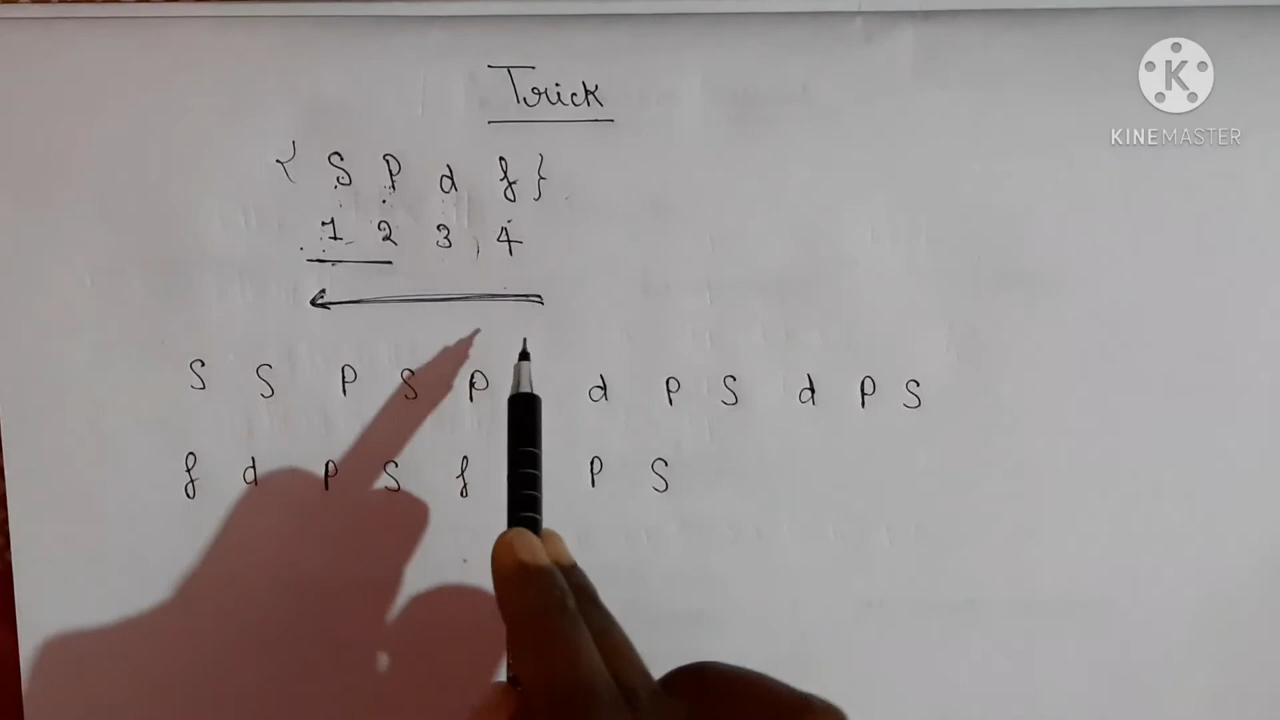 Trick
{ S P d f }
1 2 3 4
S S P S P d P S d P S
f d P S f P S
K
KINEMASTER